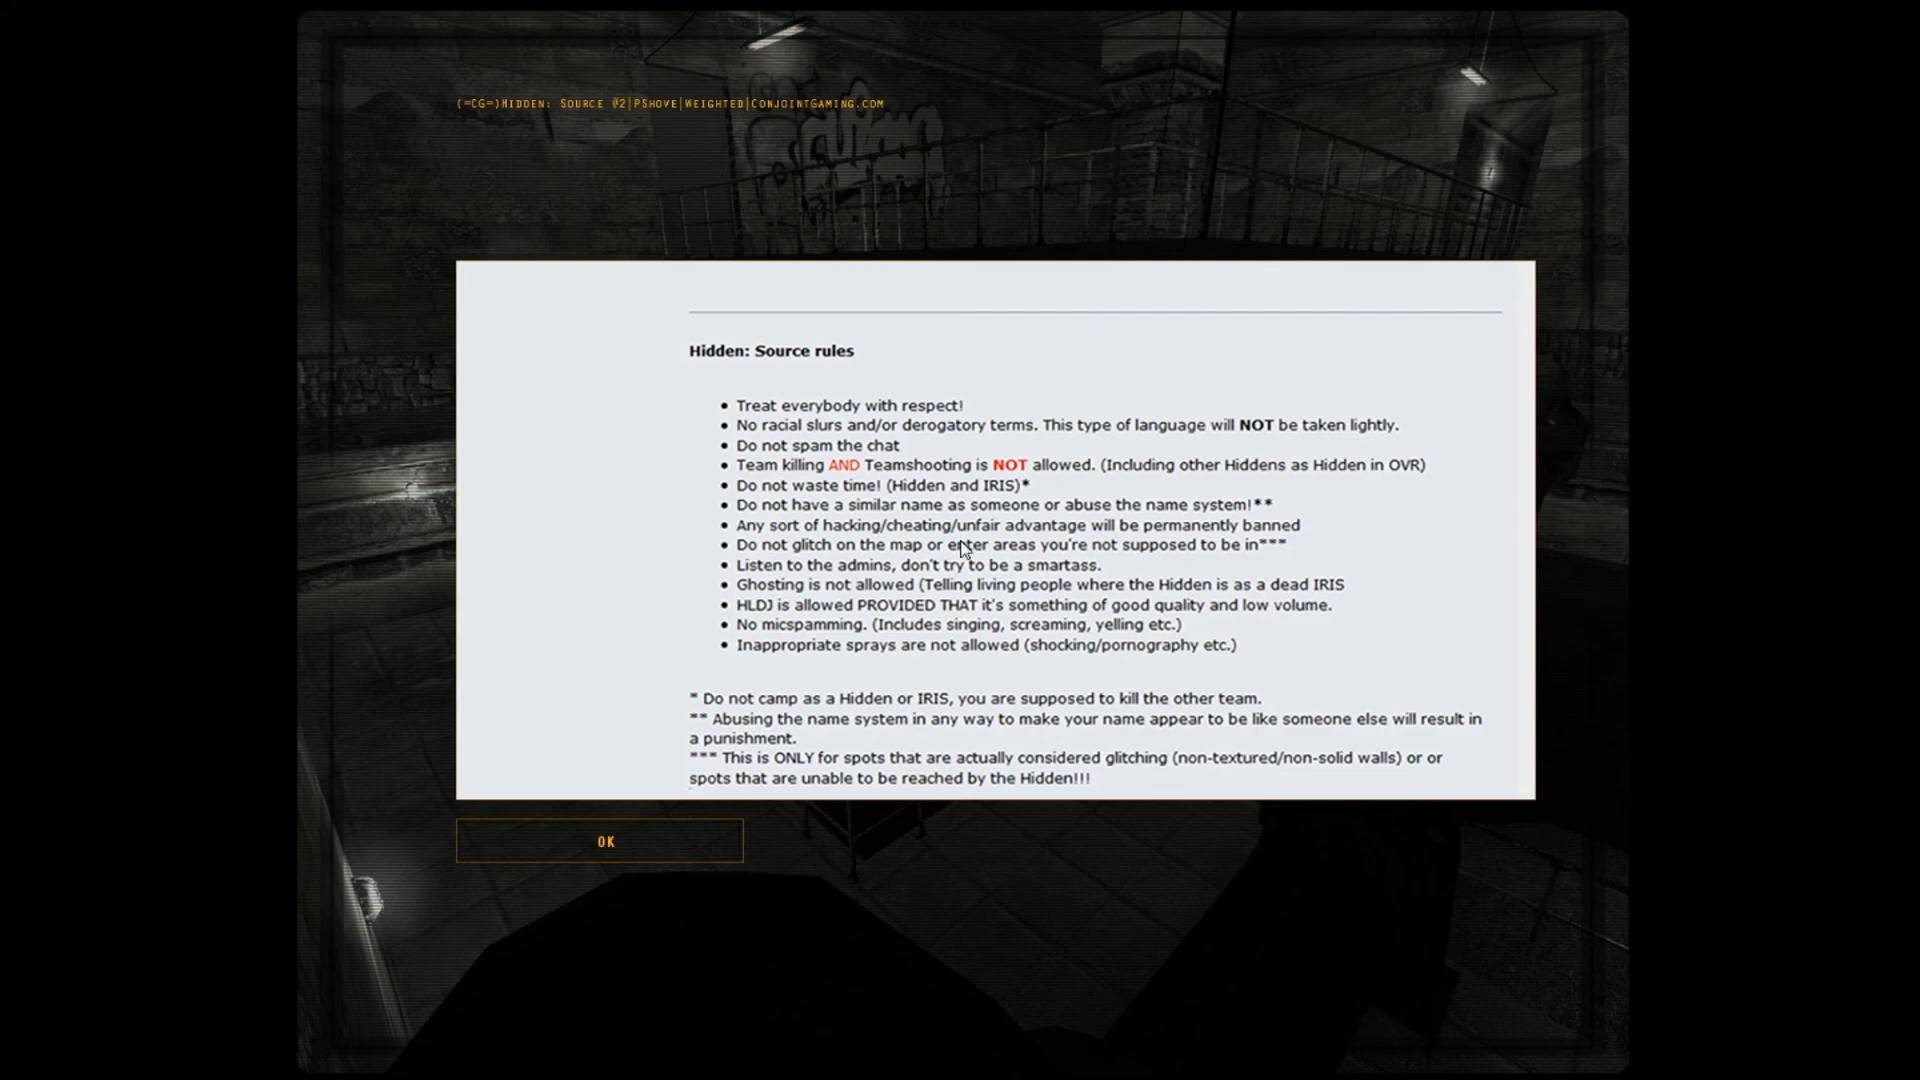 (=CG=)Hidden: Source #2|PShove|Weighted|ConjointGaming.com
Hidden: Source rules
• Treat everybody with respect!
• No racial slurs and/or derogatory terms. This type of language will NOT be taken lightly.
• Do not spam the chat
• Team killing AND Teamshooting is NOT allowed. (Including other Hiddens as Hidden in OVR)
• Do not waste time! (Hidden and IRIS)*
• Do not have a similar name as someone or abuse the name system!**
• Any sort of hacking/cheating/unfair advantage will be permanently banned
• Do not glitch on the map or enter areas you're not supposed to be in***
• Listen to the admins, don't try to be a smartass.
• Ghosting is not allowed (Telling living people where the Hidden is as a dead IRIS
• HLDJ is allowed PROVIDED THAT it's something of good quality and low volume.
• No micspamming. (Includes singing, screaming, yelling etc.)
• Inappropriate sprays are not allowed (shocking/pornography etc.)
* Do not camp as a Hidden or IRIS, you are supposed to kill the other team.
** Abusing the name system in any way to make your name appear to be like someone else will result in
a punishment.
*** This is ONLY for spots that are actually considered glitching (non-textured/non-solid walls) or or
spots that are unable to be reached by the Hidden!!!
OK